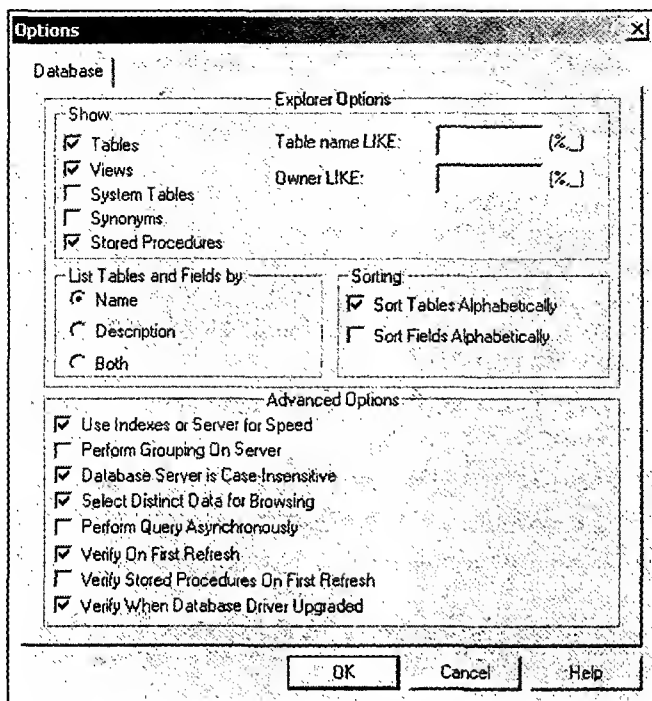 Options
Database
Explorer Options
Show:
Tables
Views
System Tables
Synonyms
Stored Procedures
Table name LIKE:
(%,_)
Owner LIKE:
(%,_)
List Tables and Fields by:
Name
Description
Both
Sorting:
Sort Tables Alphabetically
Sort Fields Alphabetically
Advanced Options
Use Indexes or Server for Speed
Perform Grouping On Server
Database Server is Case-Insensitive
Select Distinct Data for Browsing
Perform Query Asynchronously
Verify On First Refresh
Verify Stored Procedures On First Refresh
Verify When Database Driver Upgraded
OK
Cancel
Help